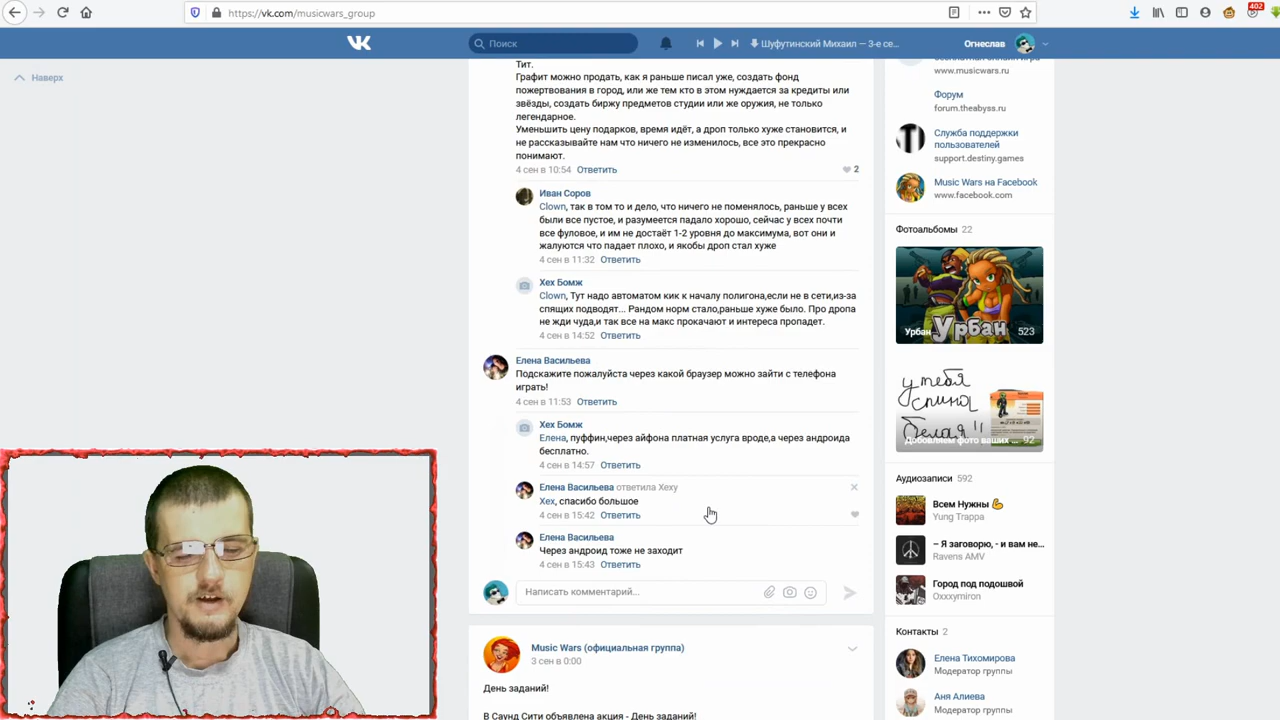 https://vk.com/musicwars_group
402
Поиск
Шуфутинский Михаил — 3-е се...
Огнеслав
Наверх
Тит.
Графит можно продать, как я раньше писал уже, создать фонд
пожертвования в город, или же тем кто в этом нуждается за кредиты или
звёзды, создать биржу предметов студии или же оружия, не только
легендарное.
Уменьшить цену подарков, время идёт, а дроп только хуже становится, и
не рассказывайте нам что ничего не изменилось, все это прекрасно
понимают.
4 сен в 10:54 Ответить
2
Иван Соров
Clown, так в том то и дело, что ничего не поменялось, раньше у всех
были все пустое, и разумеется падало хорошо, сейчас у всех почти
все фуловое, и им не достаёт 1-2 уровня до максимума, вот они и
жалуются что падает плохо, и якобы дроп стал хуже
4 сен в 11:32 Ответить
Хех Бомж
Clown, Тут надо автоматом кик к началу полигона,если не в сети,из-за
спящих подводят... Рандом норм стало,раньше хуже было. Про дропа
не жди чуда,и так все на макс прокачают и интереса пропадет.
4 сен в 14:52 Ответить
Елена Васильева
Подскажите пожалуйста через какой браузер можно зайти с телефона
играть!
4 сен в 11:53 Ответить
Хех Бомж
Елена, пуффин,через айфона платная услуга вроде,а через андроида
бесплатно.
4 сен в 14:57 Ответить
Елена Васильева ответила Хеху
Хех, спасибо большое
4 сен в 15:42 Ответить
Елена Васильева
Через андроид тоже не заходит
4 сен в 15:43 Ответить
Написать комментарий...
Music Wars (официальная группа)
3 сен в 0:00
День заданий!
В Саунд Сити объявлена акция - День заданий!
www.musicwars.ru
Форум
forum.theabyss.ru
Служба поддержки
пользователей
support.destiny.games
Music Wars на Facebook
www.facebook.com
Фотоальбомы 22
Урбан
Урбан 523
у тебя
спина
белая"
Добавляем фото ваших ... 92
Аудиозаписи 592
Всем Нужны
Yung Trappa
– Я заговорю, - и вам не...
Ravens AMV
Город под подошвой
Oxxxymiron
Контакты 2
Елена Тихомирова
Модератор группы
Аня Алиева
Модератор группы